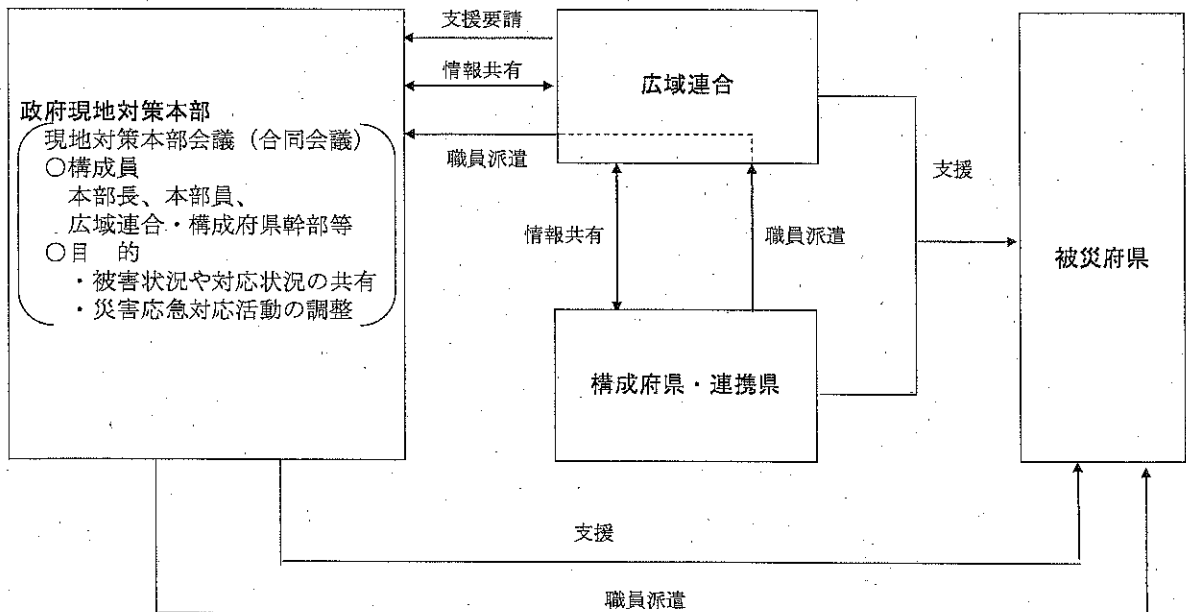 支援要請
広域連合
情報共有
政府現地対策本部
現地対策本部会議(合同会議)
〇構成員
本部長、本部員、
広域連合・構成府県幹部等
〇目 的
・被害状況や対応状況の共有
・災害応急対応活動の調整
職員派遣
支援
情報共有
職員派遣
被災府県
構成府県・連携県
支援
職員派遣